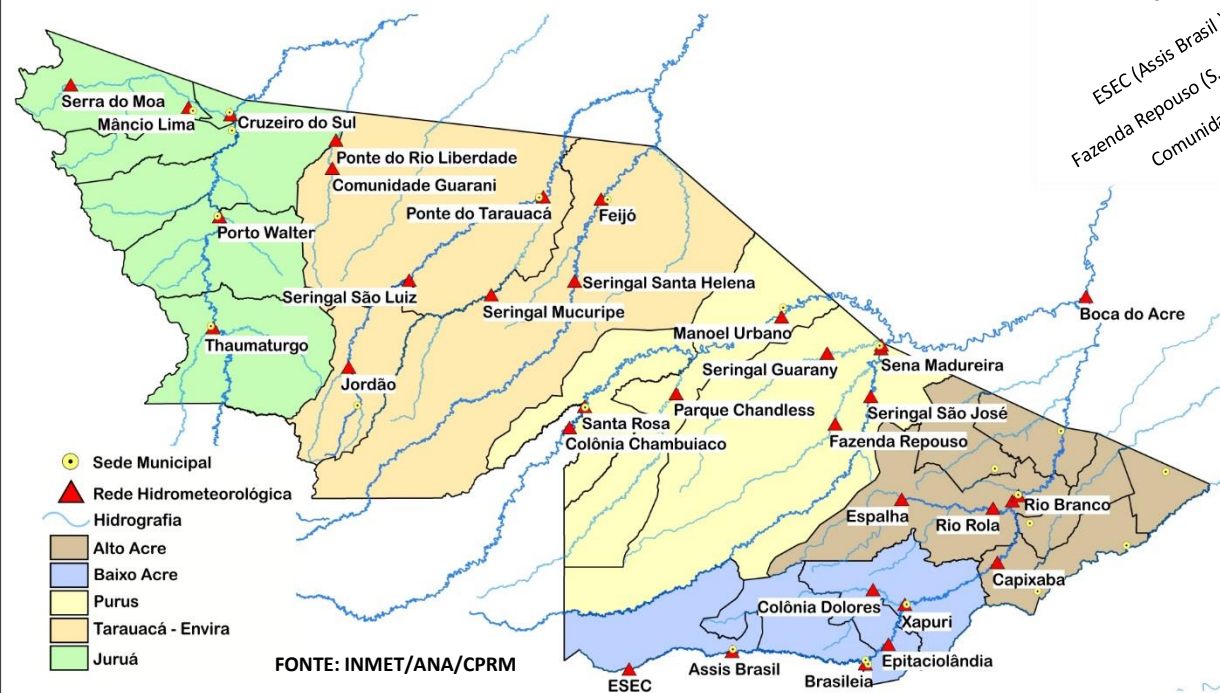 ESEC (Assis Brasil
Fazenda Repouso (S.
Comunida
Serra do Moa
Mâncio Lima
Cruzeiro do Sul
Ponte do Rio Liberdade
Comunidade Guarani
Ponte do Tarauacá
Feijó
Porto Walter
Seringal São Luiz
Seringal Mucuripe
Seringal Santa Helena
Boca do Acre
Thaumaturgo
Manoel Urbano
Seringal Guarany
Sena Madureira
Jordão
Parque Chandless
Seringal São José
Santa Rosa
Colônia Chambuiaco
Fazenda Repouso
Espalha
Rio Rola
Rio Branco
Capixaba
Colônia Dolores
Xapuri
Epitaciolândia
Assis Brasil
Brasileia
ESEC
Sede Municipal
Rede Hidrometeorológica
Hidrografia
Alto Acre
Baixo Acre
Purus
Tarauacá - Envira
Juruá
FONTE: INMET/ANA/CPRM